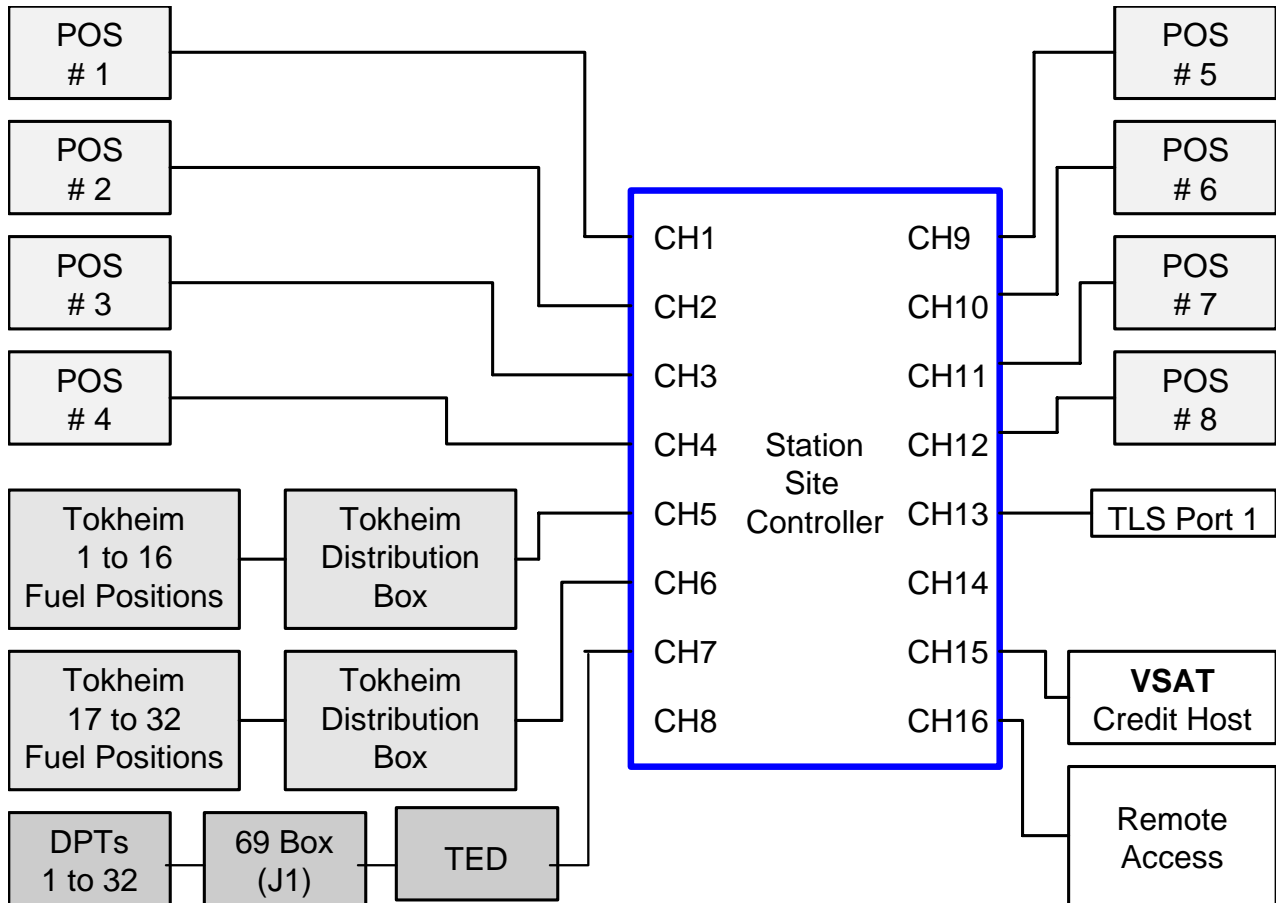 POS
# 1
POS
# 2
POS
# 3
POS
# 4
Tokheim
1 to 16
Fuel Positions
Tokheim
Distribution
Box
Tokheim
17 to 32
Fuel Positions
Tokheim
Distribution
Box
DPTs
1 to 32
69 Box
(J1)
TED
CH1
CH2
CH3
CH4
CH5
CH6
CH7
CH8
Station
Site
Controller
CH9
CH10
CH11
CH12
CH13
CH14
CH15
CH16
POS
# 5
POS
# 6
POS
# 7
POS
# 8
TLS Port 1
VSAT
Credit Host
Remote
Access